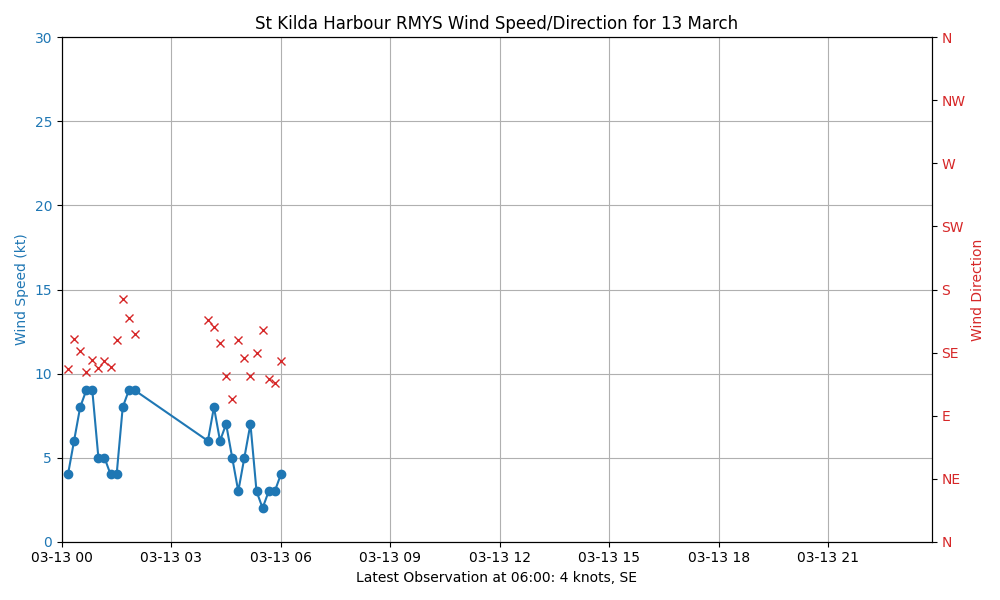 St Kilda Harbour RMYS Wind Speed/Direction for 13 March
30
25
20
15
10
5
0
Wind Speed (kt)
N
NW
W
SW
S
SE
E
NE
N
Wind Direction
03-13 00
03-13 03
03-13 06
03-13 09
03-13 12
03-13 15
03-13 18
03-13 21
Latest Observation at 06:00: 4 knots, SE